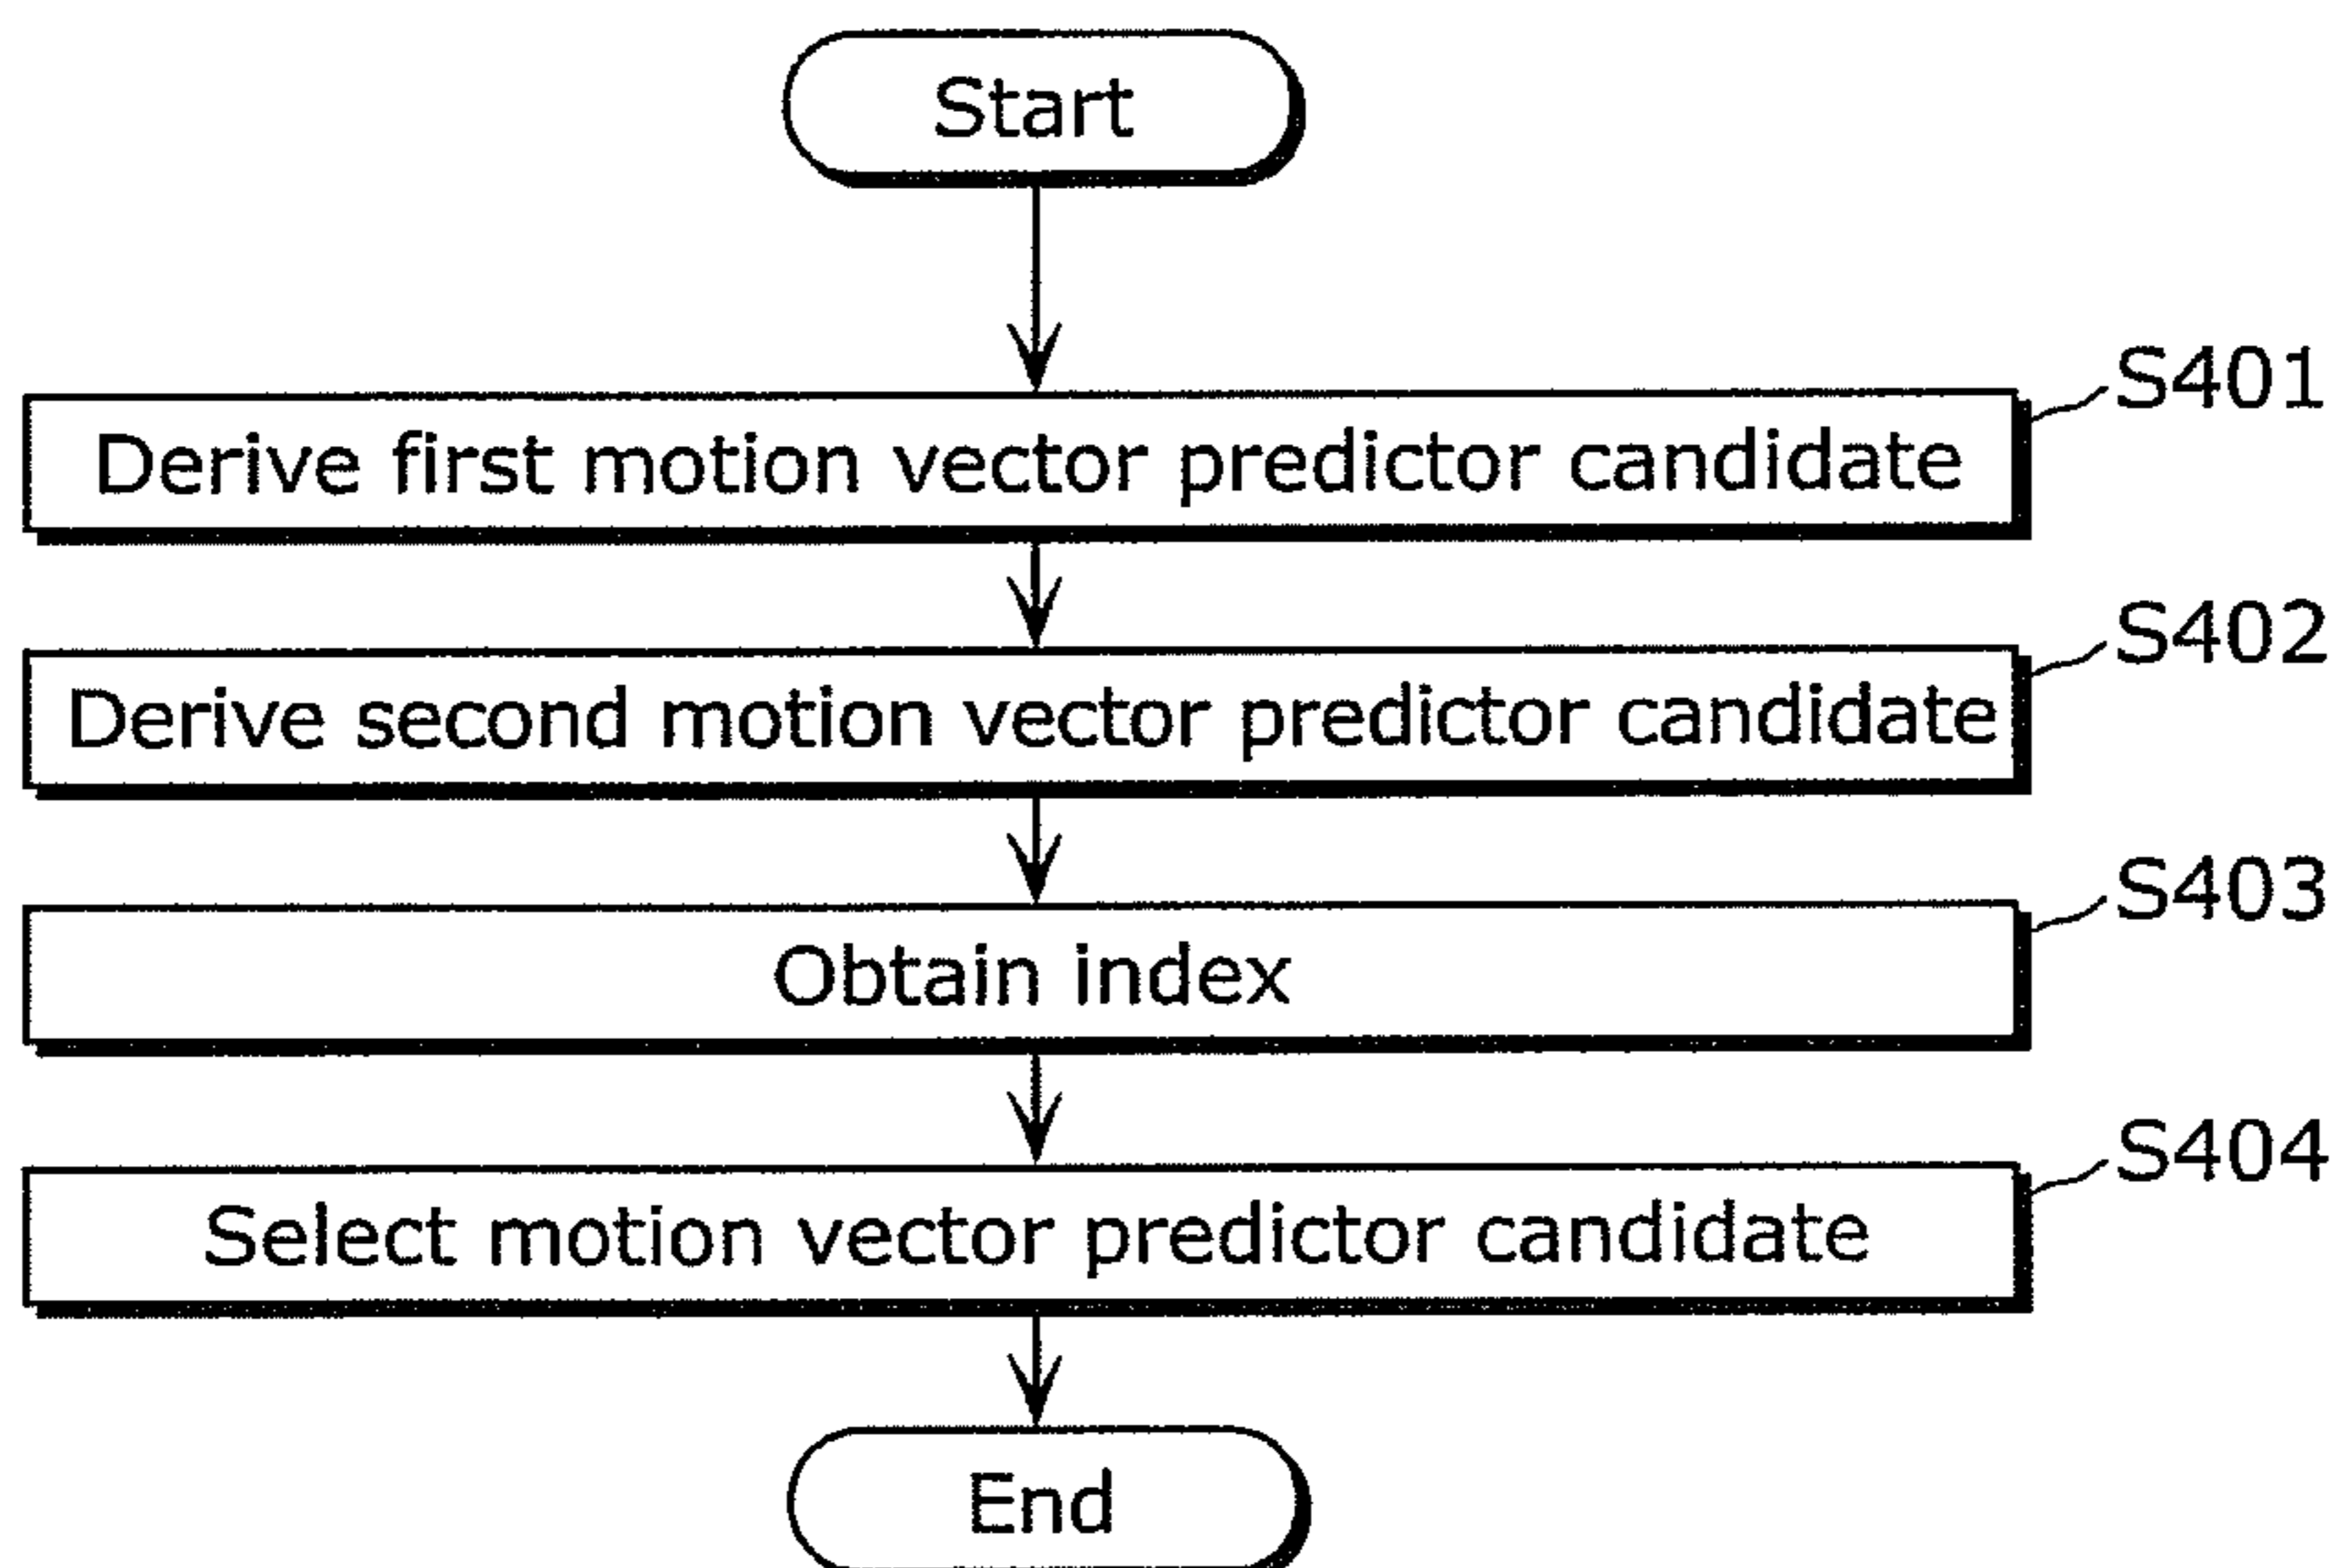 Start
S401
Derive first motion vector predictor candidate
S402
Derive second motion vector predictor candidate
S403
Obtain index
S404
Select motion vector predictor candidate
End